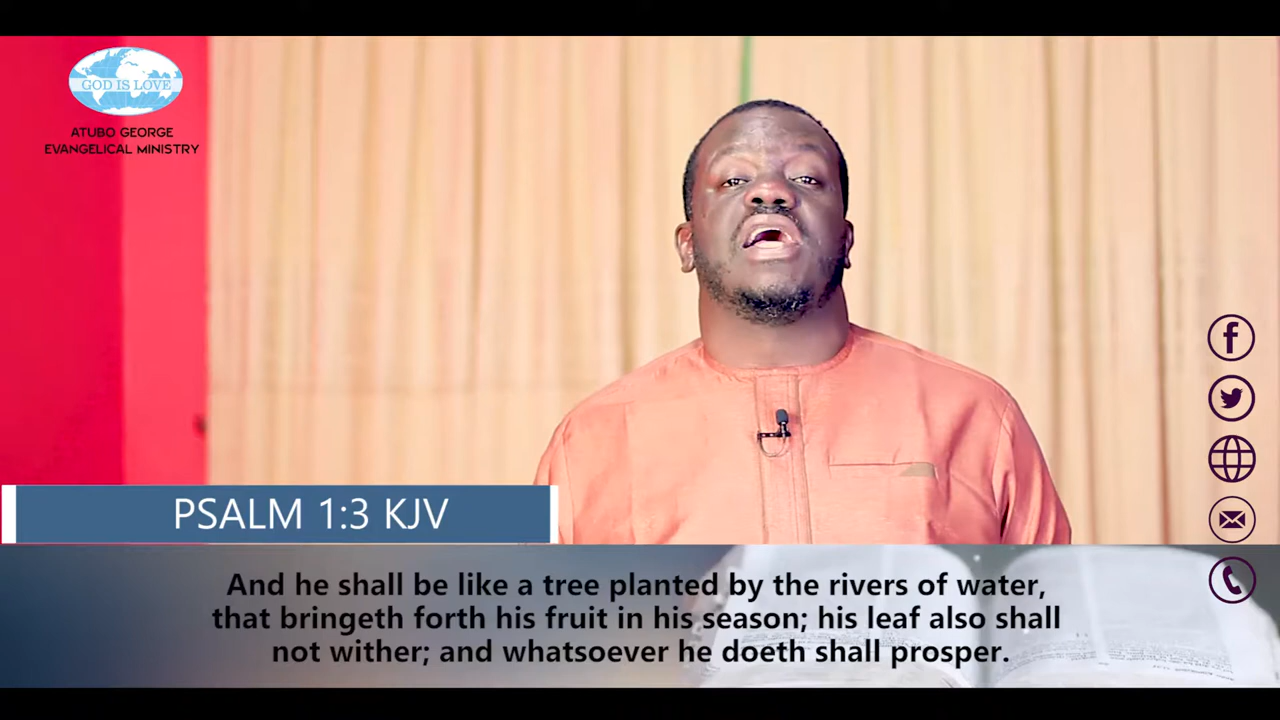 GOD IS LOVE
ATUBO GEORGE
EVANGELICAL MINISTRY
PSALM 1:3 KJV
And he shall be like a tree planted by the rivers of water,
that bringeth forth his fruit in his season; his leaf also shall
not wither; and whatsoever he doeth shall prosper.